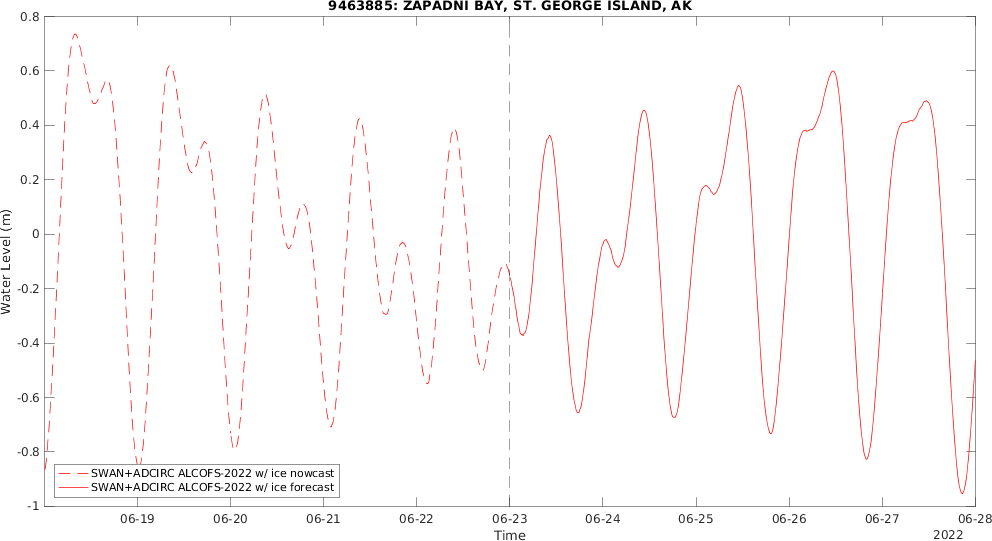 9463885: ZAPADNI BAY, ST. GEORGE ISLAND, AK
0.8
0.6
0.4
0.2
0
-0.2
-0.4
-0.6
-0.8
-1
Water Level (m)
SWAN+ADCIRC ALCOFS-2022 w/ ice nowcast
SWAN+ADCIRC ALCOFS-2022 w/ ice forecast
06-19 06-20 06-21 06-22 06-23 06-24 06-25 06-26 06-27 06-28
Time
2022